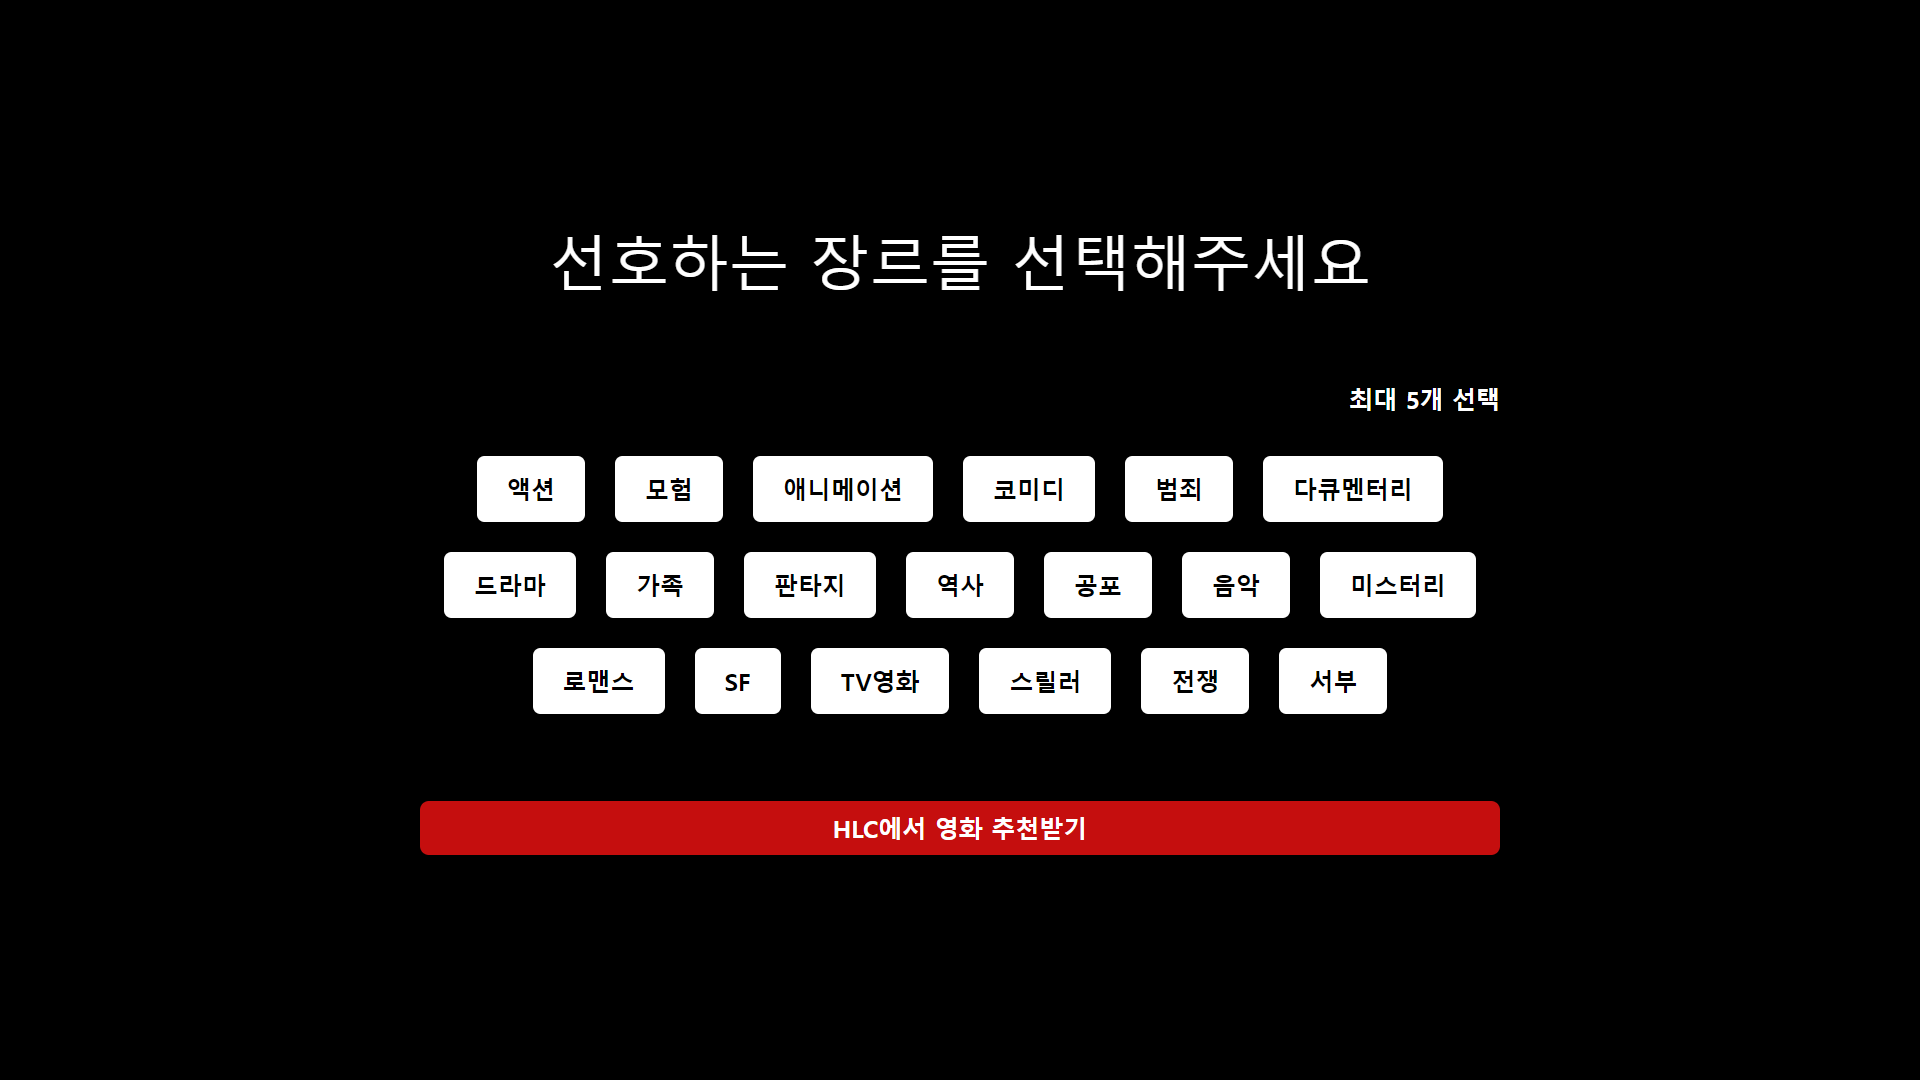 선호하는 장르를 선택해주세요
최대 5개 선택
액션 모험 애니메이션 코미디 범죄 다큐멘터리
드라마 가족 판타지 역사 공포 음악 미스터리
로맨스 SF TV영화 스릴러 전쟁 서부
HLC에서 영화 추천받기